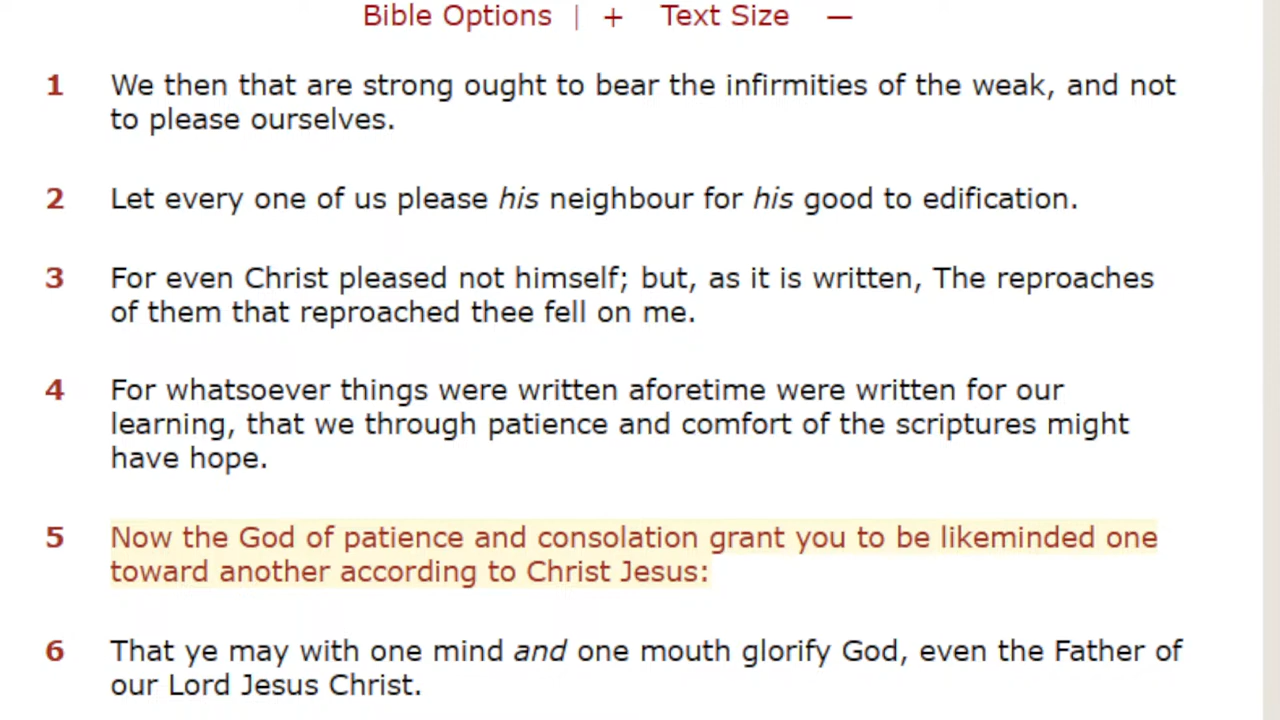 Bible Options | + Text Size —
1 We then that are strong ought to bear the infirmities of the weak, and not
to please ourselves.
2 Let every one of us please his neighbour for his good to edification.
3 For even Christ pleased not himself; but, as it is written, The reproaches
of them that reproached thee fell on me.
4 For whatsoever things were written aforetime were written for our
learning, that we through patience and comfort of the scriptures might
have hope.
5 Now the God of patience and consolation grant you to be likeminded one
toward another according to Christ Jesus:
6 That ye may with one mind and one mouth glorify God, even the Father of
our Lord Jesus Christ.